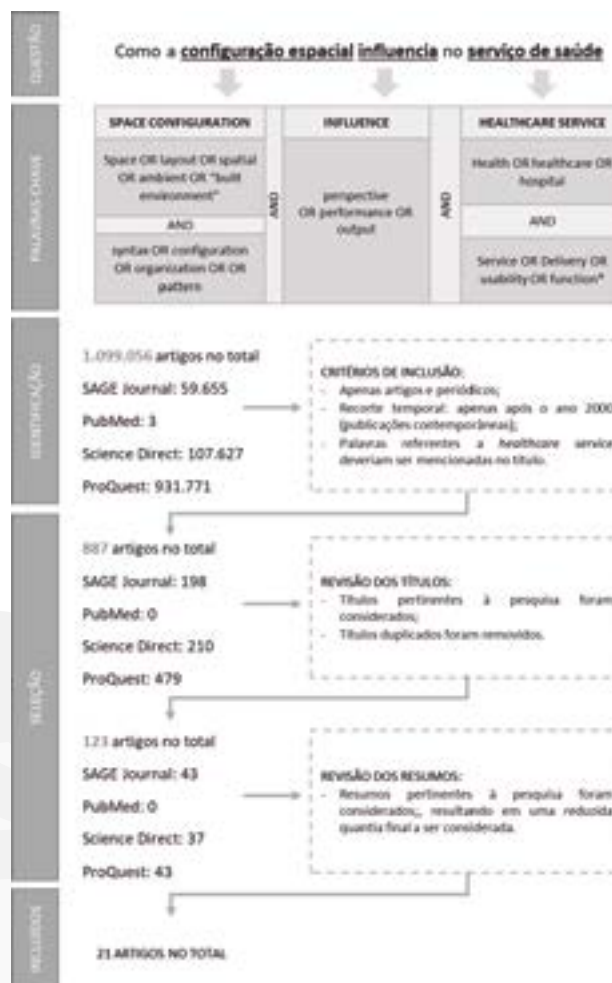 QUESTÃO
Como a configuração espacial influencia no serviço de saúde
PALAVRAS-CHAVE
SPACE CONFIGURATION
Space OR layout OR spatial
OR ambient OR "built
environment"
AND
syntax OR configuration
OR organization OR OR
pattern
AND
INFLUENCE
perspective
OR performance OR
output
AND
HEALTHCARE SERVICE
Health OR healthcare OR
hospital
AND
Service OR Delivery OR
usability OR function*
IDENTIFICAÇÃO
1.099.056 artigos no total
SAGE Journal: 59.655
PubMed: 3
Science Direct: 107.627
ProQuest: 931.771
CRITÉRIOS DE INCLUSÃO:
- Apenas artigos e periódicos;
- Recorte temporal: apenas após o ano 2000
(publicações contemporâneas);
- Palavras referentes a healthcare service
deveriam ser mencionadas no título.
SELEÇÃO
887 artigos no total
SAGE Journal: 198
PubMed: 0
Science Direct: 210
ProQuest: 479
REVISÃO DOS TÍTULOS:
- Títulos pertinentes à pesquisa foram
considerados;
- Títulos duplicados foram removidos.
123 artigos no total
SAGE Journal: 43
PubMed: 0
Science Direct: 37
ProQuest: 43
REVISÃO DOS RESUMOS:
- Resumos pertinentes à pesquisa foram
considerados,, resultando em uma reduzida
quantia final a ser considerada.
21 ARTIGOS NO TOTAL